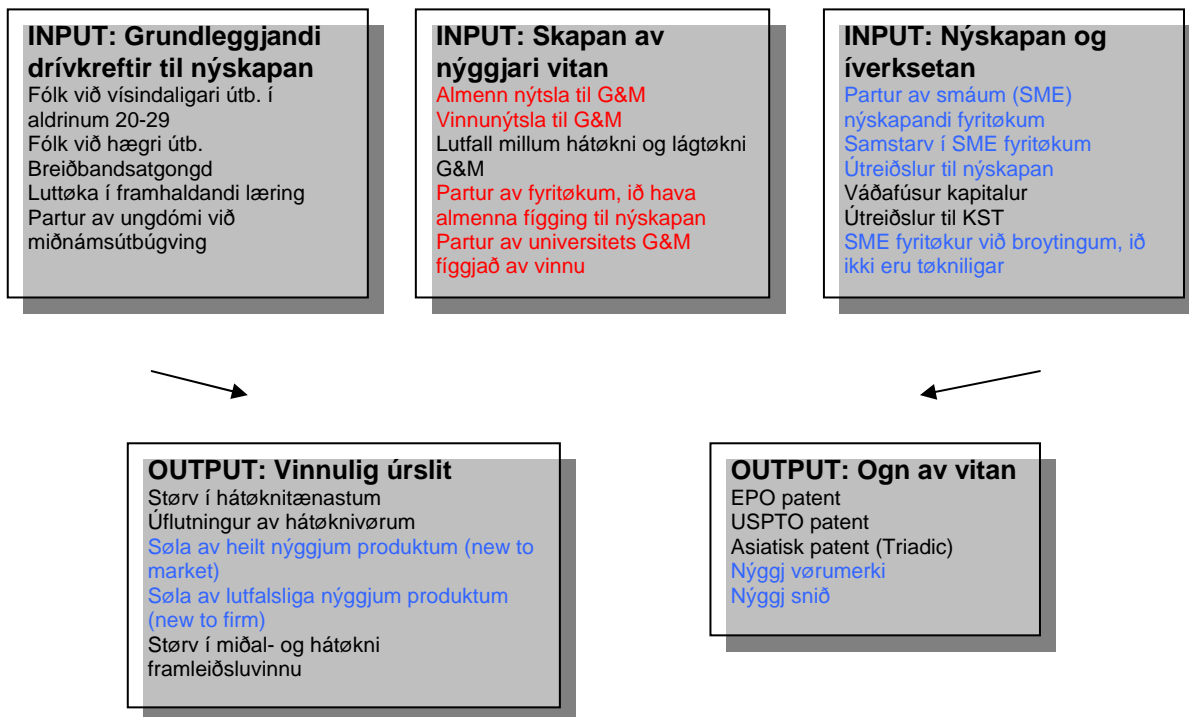 INPUT: Grundleggjandi
drívkreftir til nýskapan
Fólk við vísindaligari útb. í
aldrinum 20-29
Fólk við hægri útb.
Breiðbandsatgongd
Luttøka í framhaldandi læring
Partur av ungdómi við
miðnámsútbúgving
INPUT: Skapan av
nýggjari vitan
Almenn nýtsla til G&M
Vinnunýtsla til G&M
Lutfall millum hátøkni og lágtøkni
G&M
Partur av fyritøkum, ið hava
almenna fígging til nýskapan
Partur av universitets G&M
fíggjað av vinnu
INPUT: Nýskapan og
íverksetan
Partur av smáum (SME)
nýskapandi fyritøkum
Samstarv í SME fyritøkum
Útreiðslur til nýskapan
Váðafúsur kapitalur
Útreiðslur til KST
SME fyritøkur við broytingum, ið
ikki eru tøkniligar
OUTPUT: Vinnulig úrslit
Størv í hátøknitænastum
Úflutningur av hátøknivørum
Søla av heilt nýggjum produktum (new to
market)
Søla av lutfalsliga nýggjum produktum
(new to firm)
Størv í miðal- og hátøkni
framleiðsluvinnu
OUTPUT: Ogn av vitan
EPO patent
USPTO patent
Asiatisk patent (Triadic)
Nýggj vørumerki
Nýggj snið